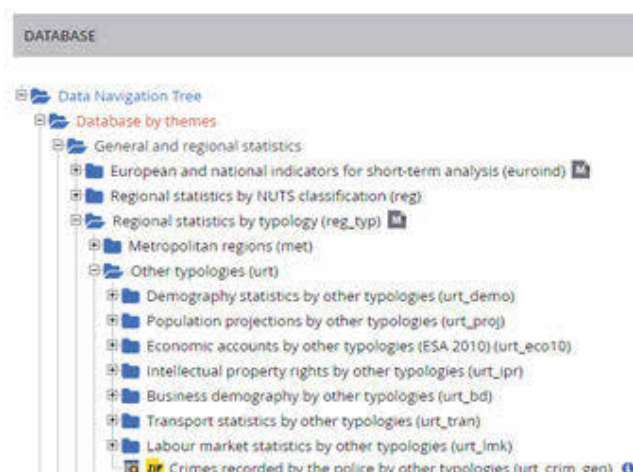 DATABASE
Data Navigation Tree
Database by themes
General and regional statistics
European and national indicators for short-term analysis (euroind) M
Regional statistics by NUTS classification (reg)
Regional statistics by typology (reg_typ) M
Metropolitan regions (met)
Other typologies (urt)
Demography statistics by other typologies (urt_demo)
Population projections by other typologies (urt_proj)
Economic accounts by other typologies (ESA 2010) (urt_eco10)
Intellectual property rights by other typologies (urt_ipr)
Business demography by other typologies (urt_bd)
Transport statistics by other typologies (urt_tran)
Labour market statistics by other typologies (urt_lmk)
Crimes recorded by the police by other typologies (urt_crim_gen)